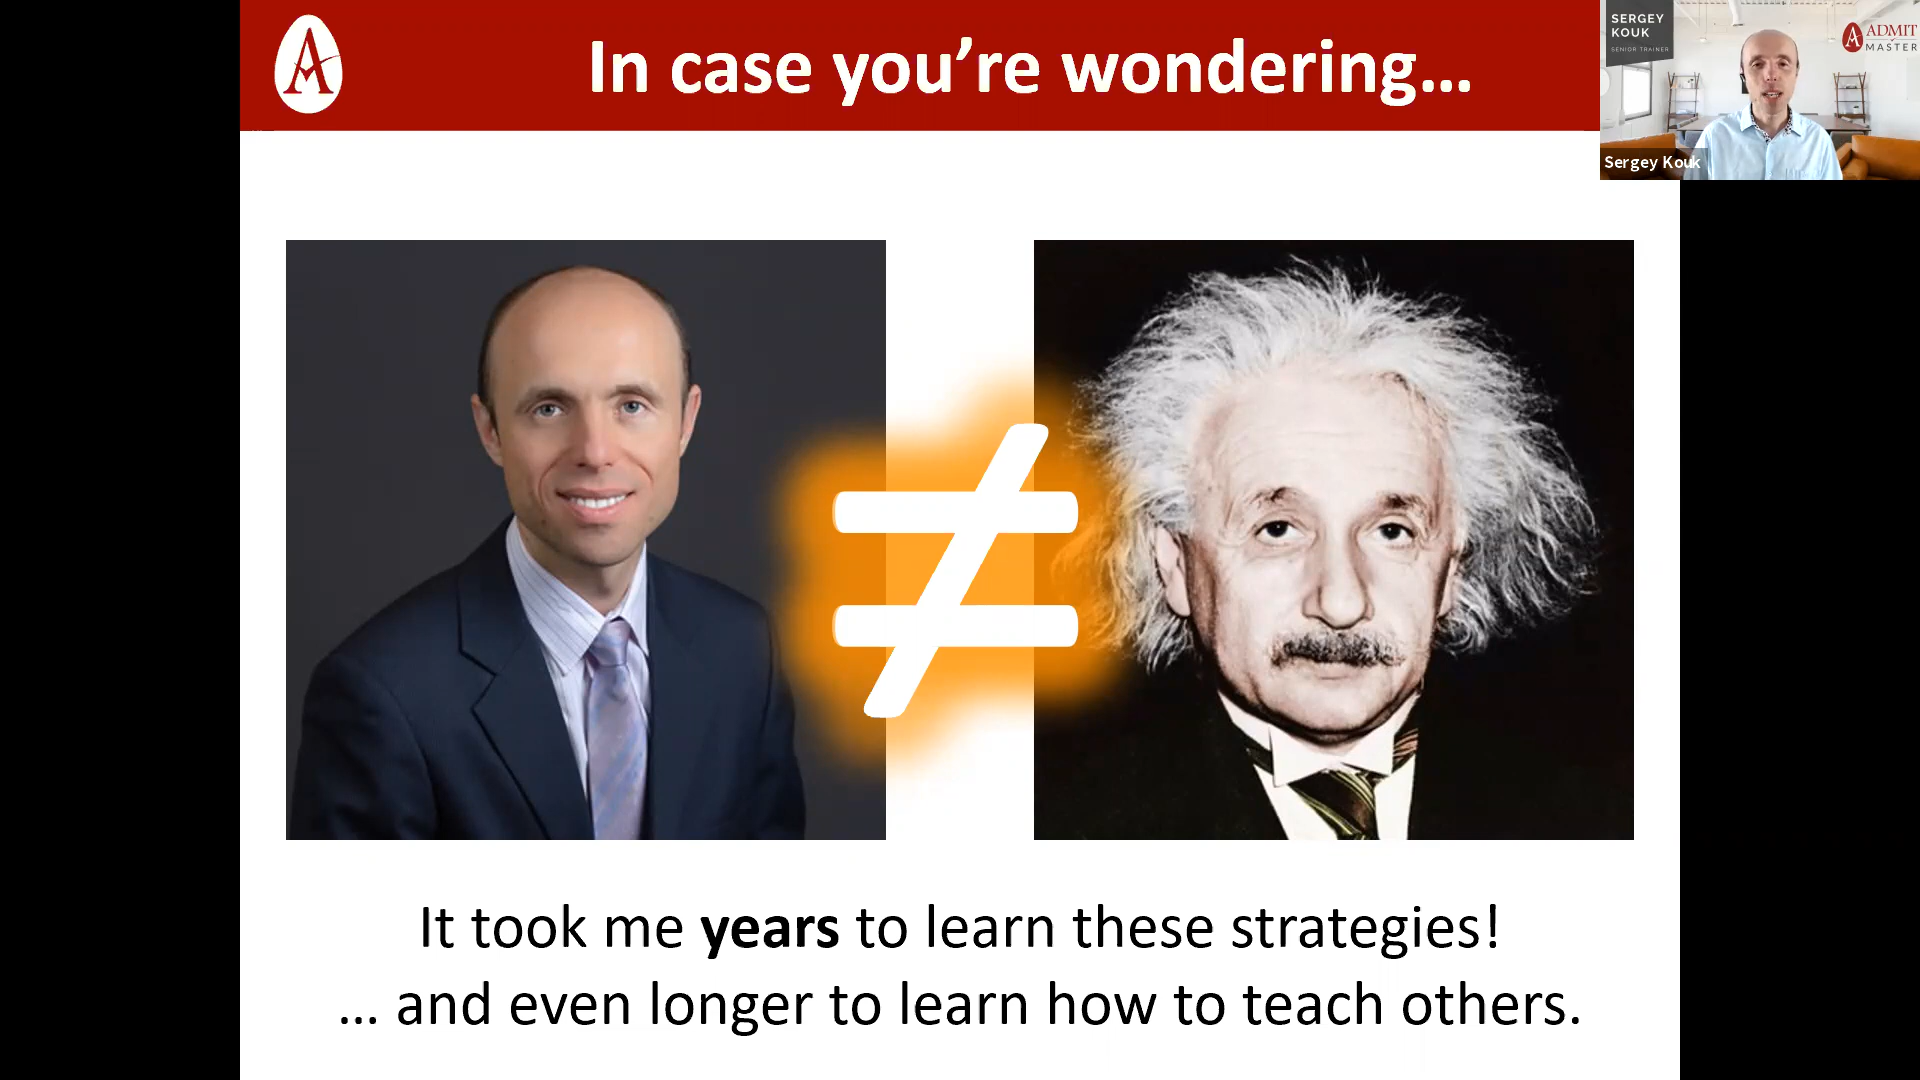 In case you’re wondering...
SERGEY
KOUK
SENIOR TRAINER
ADMIT
MASTER
Sergey Kouk
≠
It took me years to learn these strategies!
... and even longer to learn how to teach others.